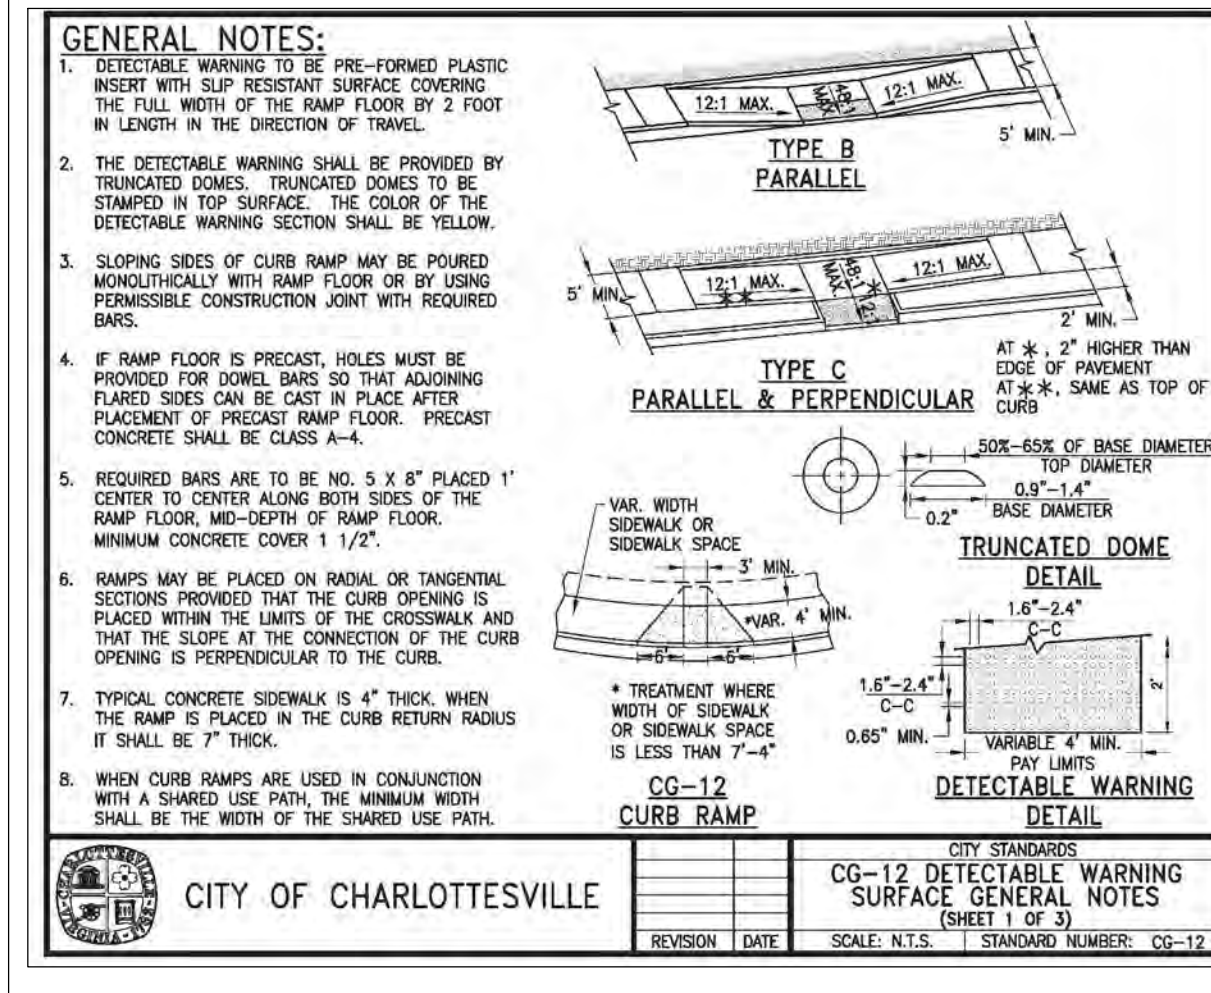 GENERAL NOTES:
1. DETECTABLE WARNING TO BE PRE-FORMED PLASTIC
INSERT WITH SLIP RESISTANT SURFACE COVERING
THE FULL WIDTH OF THE RAMP FLOOR BY 2 FOOT
IN LENGTH IN THE DIRECTION OF TRAVEL.
2. THE DETECTABLE WARNING SHALL BE PROVIDED BY
TRUNCATED DOMES. TRUNCATED DOMES TO BE
STAMPED IN TOP SURFACE. THE COLOR OF THE
DETECTABLE WARNING SECTION SHALL BE YELLOW.
3. SLOPING SIDES OF CURB RAMP MAY BE POURED
MONOLITHICALLY WITH RAMP FLOOR OR BY USING
PERMISSIBLE CONSTRUCTION JOINT WITH REQUIRED
BARS.
4. IF RAMP FLOOR IS PRECAST, HOLES MUST BE
PROVIDED FOR DOWEL BARS SO THAT ADJOINING
FLARED SIDES CAN BE CAST IN PLACE AFTER
PLACEMENT OF PRECAST RAMP FLOOR. PRECAST
CONCRETE SHALL BE CLASS A-4.
5. REQUIRED BARS ARE TO BE NO. 5 X 8" PLACED 1'
CENTER TO CENTER ALONG BOTH SIDES OF THE
RAMP FLOOR, MID-DEPTH OF RAMP FLOOR.
MINIMUM CONCRETE COVER 1 1/2".
6. RAMPS MAY BE PLACED ON RADIAL OR TANGENTIAL
SECTIONS PROVIDED THAT THE CURB OPENING IS
PLACED WITHIN THE LIMITS OF THE CROSSWALK AND
THAT THE SLOPE AT THE CONNECTION OF THE CURB
OPENING IS PERPENDICULAR TO THE CURB.
7. TYPICAL CONCRETE SIDEWALK IS 4" THICK. WHEN
THE RAMP IS PLACED IN THE CURB RETURN RADIUS
IT SHALL BE 7" THICK.
8. WHEN CURB RAMPS ARE USED IN CONJUNCTION
WITH A SHARED USE PATH, THE MINIMUM WIDTH
SHALL BE THE WIDTH OF THE SHARED USE PATH.
12:1 MAX.
48:1
MAX.
12:1 MAX.
5' MIN.
TYPE B
PARALLEL
5' MIN.
12:1 MAX.
**
48:1
MAX.
*
12:1 MAX.
2' MIN.
TYPE C
PARALLEL & PERPENDICULAR
AT *, 2" HIGHER THAN
EDGE OF PAVEMENT
AT **, SAME AS TOP OF
CURB
50%-65% OF BASE DIAMETER
TOP DIAMETER
0.9"-1.4"
BASE DIAMETER
0.2"
TRUNCATED DOME
DETAIL
VAR. WIDTH
SIDEWALK OR
SIDEWALK SPACE
3' MIN.
*VAR. 4' MIN.
6'
6'
* TREATMENT WHERE
WIDTH OF SIDEWALK
OR SIDEWALK SPACE
IS LESS THAN 7'-4"
CG-12
CURB RAMP
1.6"-2.4"
C-C
1.6"-2.4"
C-C
0.65" MIN.
2'
VARIABLE 4' MIN.
PAY LIMITS
DETECTABLE WARNING
DETAIL
CHARLOTTESVILLE
VIRGINIA - 1762
CITY OF CHARLOTTESVILLE
REVISION DATE
CITY STANDARDS
CG-12 DETECTABLE WARNING
SURFACE GENERAL NOTES
(SHEET 1 OF 3)
SCALE: N.T.S. STANDARD NUMBER: CG-12